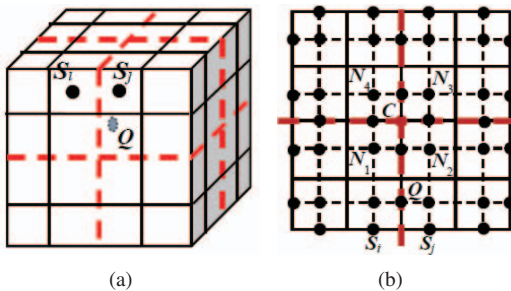 S_i S_j
Q
N_4 N_3
C
N_1 N_2
Q
S_i S_j
(a) (b)